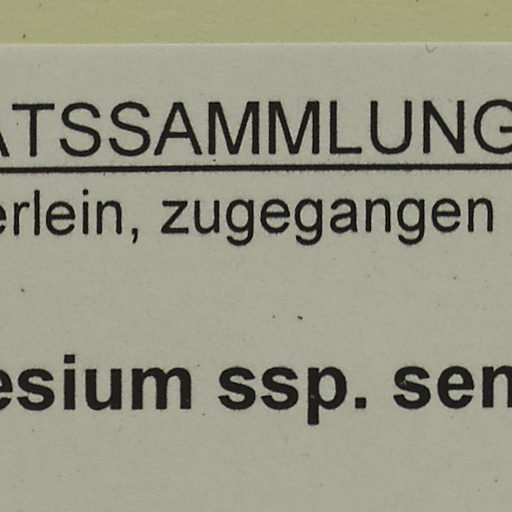 ATSSAMMLUNG
erlein, zugegangen
esium ssp. sem